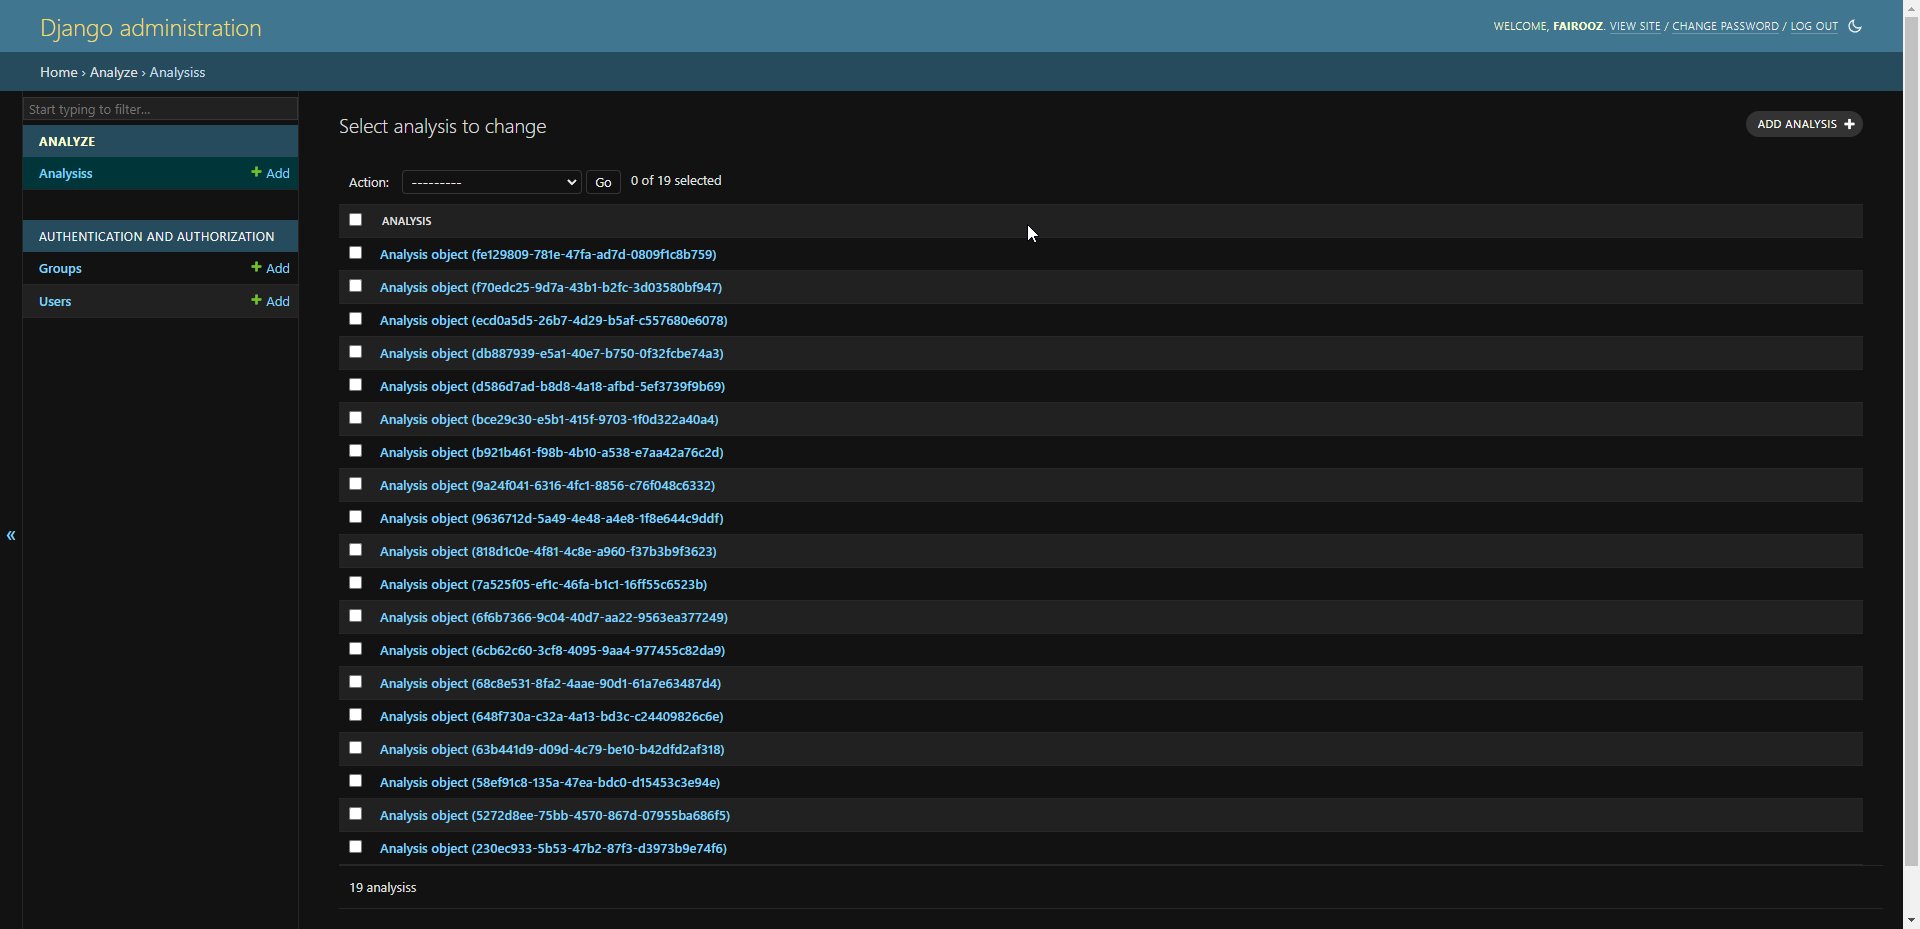 Django administration
WELCOME, FAIROOZ. VIEW SITE / CHANGE PASSWORD / LOG OUT
Home › Analyze › Analysiss
Start typing to filter...
ANALYZE
Analysiss + Add
AUTHENTICATION AND AUTHORIZATION
Groups + Add
Users + Add
«
Select analysis to change
ADD ANALYSIS +
Action: --------- Go 0 of 19 selected
ANALYSIS
Analysis object (fe129809-781e-47fa-ad7d-0809f1c8b759)
Analysis object (f70edc25-9d7a-43b1-b2fc-3d03580bf947)
Analysis object (ecd0a5d5-26b7-4d29-b5af-c557680e6078)
Analysis object (db887939-e5a1-40e7-b750-0f32fcbe74a3)
Analysis object (d586d7ad-b8d8-4a18-afbd-5ef3739f9b69)
Analysis object (bce29c30-e5b1-415f-9703-1f0d322a40a4)
Analysis object (b921b461-f98b-4b10-a538-e7aa42a76c2d)
Analysis object (9a24f041-6316-4fc1-8856-c76f048c6332)
Analysis object (9636712d-5a49-4e48-a4e8-1f8e644c9ddf)
Analysis object (818d1c0e-4f81-4c8e-a960-f37b3b9f3623)
Analysis object (7a525f05-ef1c-46fa-b1c1-16ff55c6523b)
Analysis object (6f6b7366-9c04-40d7-aa22-9563ea377249)
Analysis object (6cb62c60-3cf8-4095-9aa4-977455c82da9)
Analysis object (68c8e531-8fa2-4aae-90d1-61a7e63487d4)
Analysis object (648f730a-c32a-4a13-bd3c-c24409826c6e)
Analysis object (63b441d9-d09d-4c79-be10-b42dfd2af318)
Analysis object (58ef91c8-135a-47ea-bdc0-d15453c3e94e)
Analysis object (5272d8ee-75bb-4570-867d-07955ba686f5)
Analysis object (230ec933-5b53-47b2-87f3-d3973b9e74f6)
19 analysiss